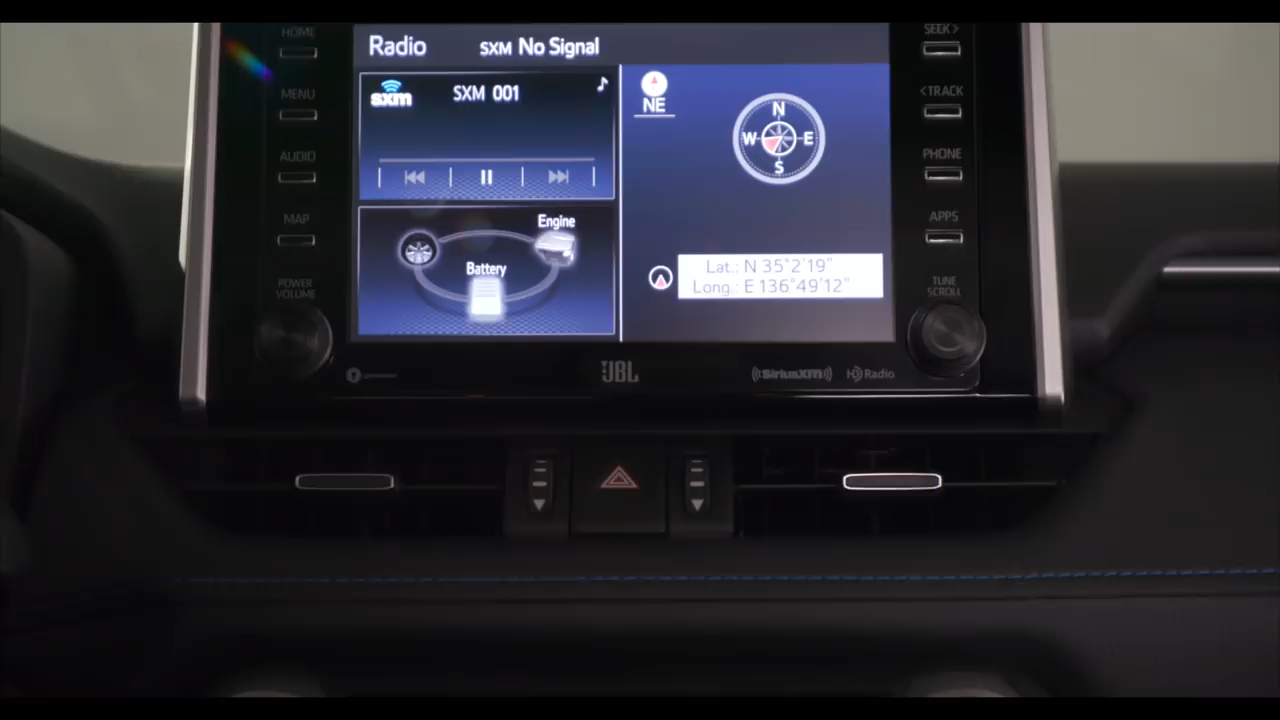 HOME
MENU
AUDIO
MAP
POWER
VOLUME
Radio
SXM No Signal
sxm
SXM 001
Engine
Battery
NE
N
W E
S
Lat.: N 35°2'19"
Long.: E 136°49'12"
SEEK >
< TRACK
PHONE
APPS
TUNE
SCROLL
JBL
((SiriusXM))
HD Radio